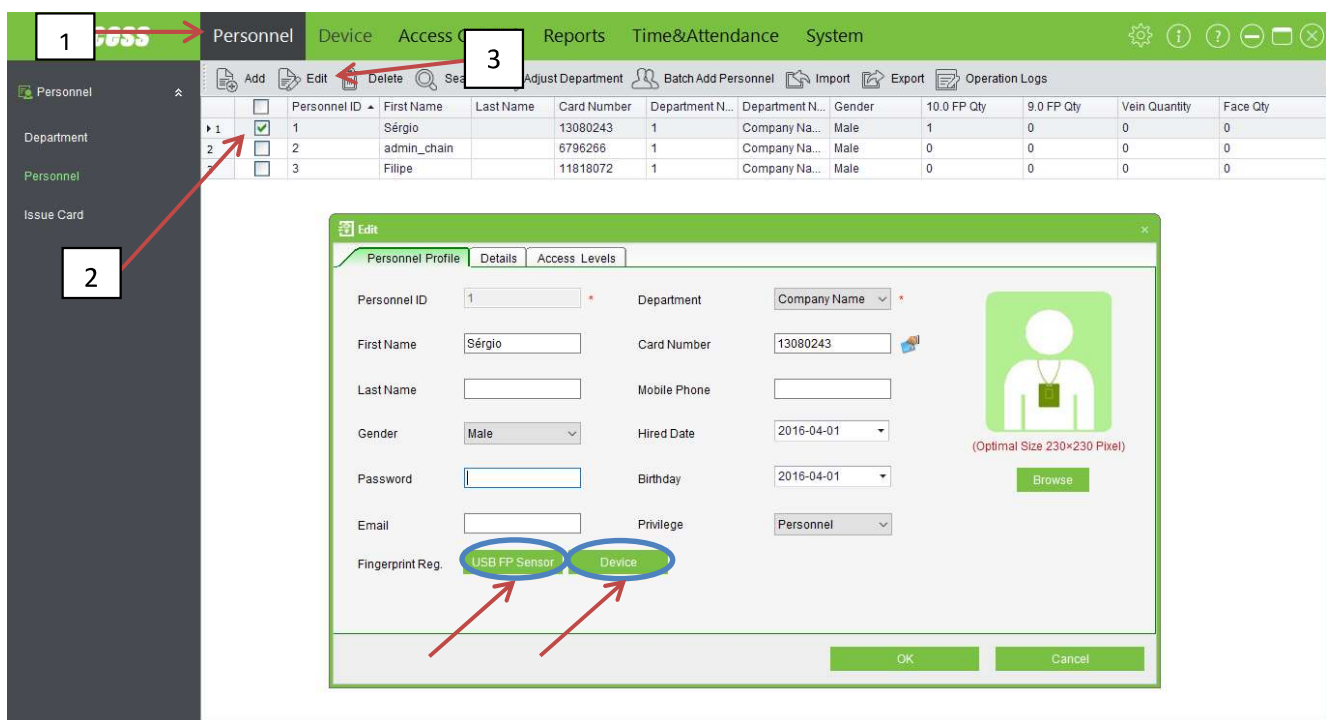 1
cess
Personnel Device Access C Reports Time&Attendance System
3
Add Edit Delete Sea Adjust Department Batch Add Personnel Import Export Operation Logs
Personnel
Department
Personnel
Issue Card
2
Personnel ID First Name Last Name Card Number Department N... Department N... Gender 10.0 FP Qty 9.0 FP Qty Vein Quantity Face Qty
1 1 Sérgio 13080243 1 Company Na... Male 1 0 0 0
2 2 admin_chain 6796266 1 Company Na... Male 0 0 0 0
3 Filipe 11818072 1 Company Na... Male 0 0 0 0
Edit
Personnel Profile Details Access Levels
Personnel ID 1 * Department Company Name *
First Name Sérgio Card Number 13080243
Last Name Mobile Phone
Gender Male Hired Date 2016-04-01
(Optimal Size 230×230 Pixel)
Password Birthday 2016-04-01 Browse
Email Privilege Personnel
Fingerprint Reg. USB FP Sensor Device
OK Cancel